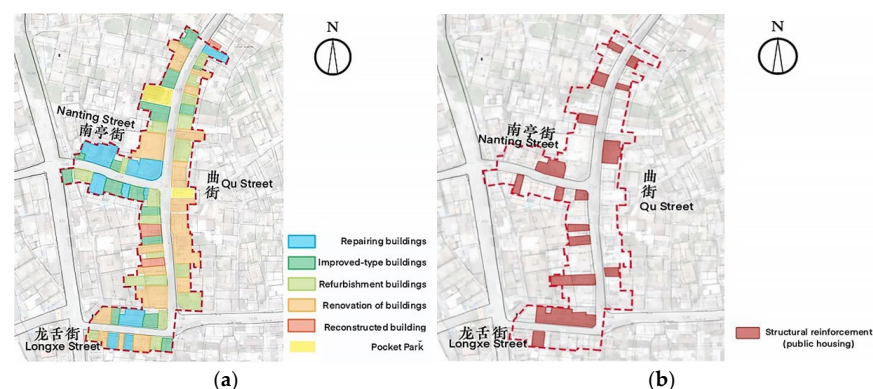 N
Nanting Street
南亭街
曲街
Qu Street
Repairing buildings
Improved-type buildings
Refurbishment buildings
Renovation of buildings
Reconstructed building
Pocket Park
龙舌街
Longxe Street
(a)
N
南亭街
Nanting Street
曲街
Qu Street
Structural reinforcement
(public housing)
龙舌街
Longxe Street
(b)